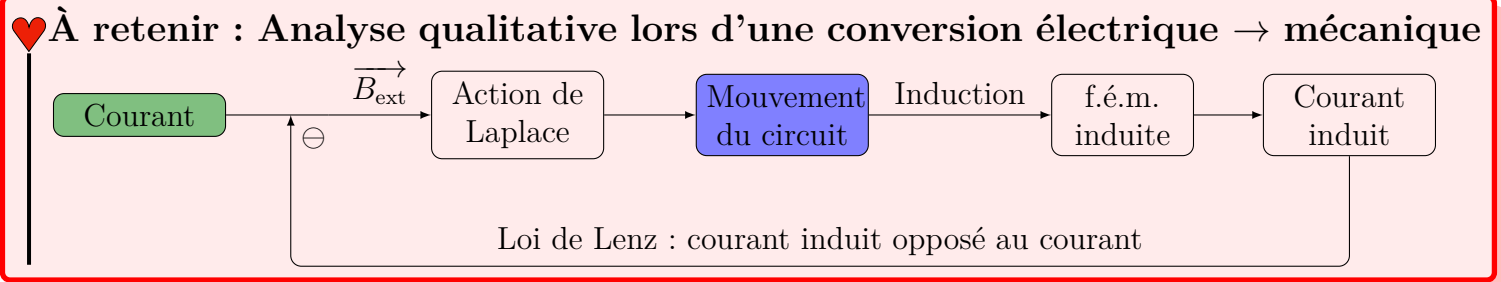 À retenir : Analyse qualitative lors d'une conversion électrique → mécanique
Courant
B⃗ext
⊖
Action de
Laplace
Mouvement
du circuit
Induction
f.é.m.
induite
Courant
induit
Loi de Lenz : courant induit opposé au courant